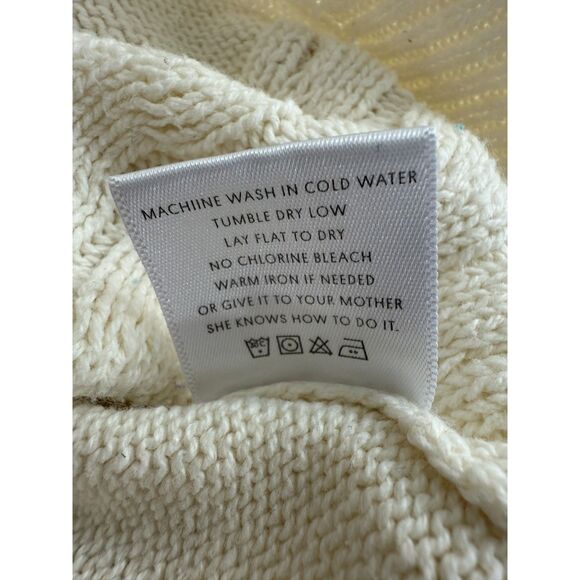 MACHIINE WASH IN COLD WATER
TUMBLE DRY LOW
LAY FLAT TO DRY
NO CHLORINE BLEACH
WARM IRON IF NEEDED
OR GIVE IT TO YOUR MOTHER
SHE KNOWS HOW TO DO IT.